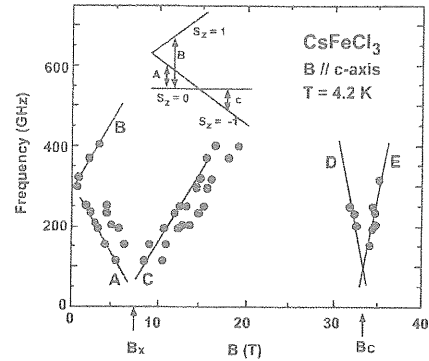 CsFeCl3
B // c-axis
T = 4.2 K
Sz = 1
B
A
Sz = 0
C
Sz = -1
Frequency (GHz)
600
400
200
0
B
A
C
D
E
0
10
20
30
40
Bx
B (T)
Bc